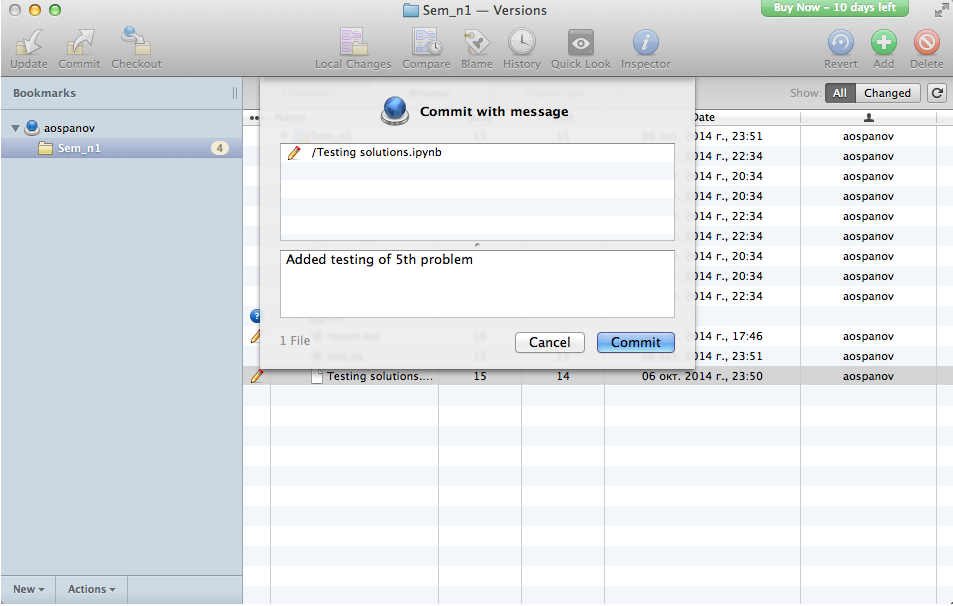 Sem_n1 — Versions
Buy Now – 10 days left
Update Commit Checkout Local Changes Compare Blame History Quick Look Inspector Revert Add Delete
Bookmarks
Show: All Changed
Commit with message
Date
aospanov
Sem_n1 4
/Testing solutions.ipynb
Added testing of 5th problem
1 File
Cancel Commit
014 г., 23:51 aospanov
014 г., 22:34 aospanov
014 г., 20:34 aospanov
014 г., 20:34 aospanov
014 г., 22:34 aospanov
014 г., 22:34 aospanov
014 г., 20:34 aospanov
014 г., 20:34 aospanov
014 г., 22:34 aospanov
report.tex 014 г., 17:46 aospanov
test.py 014 г., 23:51 aospanov
Testing solutions.... 15 14 06 окт. 2014 г., 23:50 aospanov
New Actions